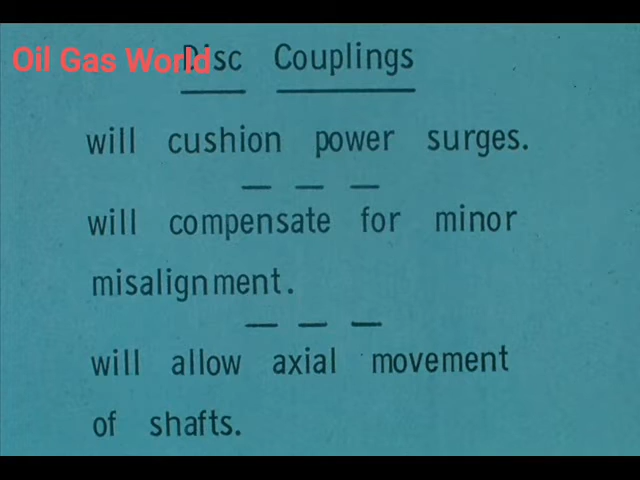 Oil Gas World
Disc Couplings
will cushion power surges.
will compensate for minor
misalignment.
will allow axial movement
of shafts.